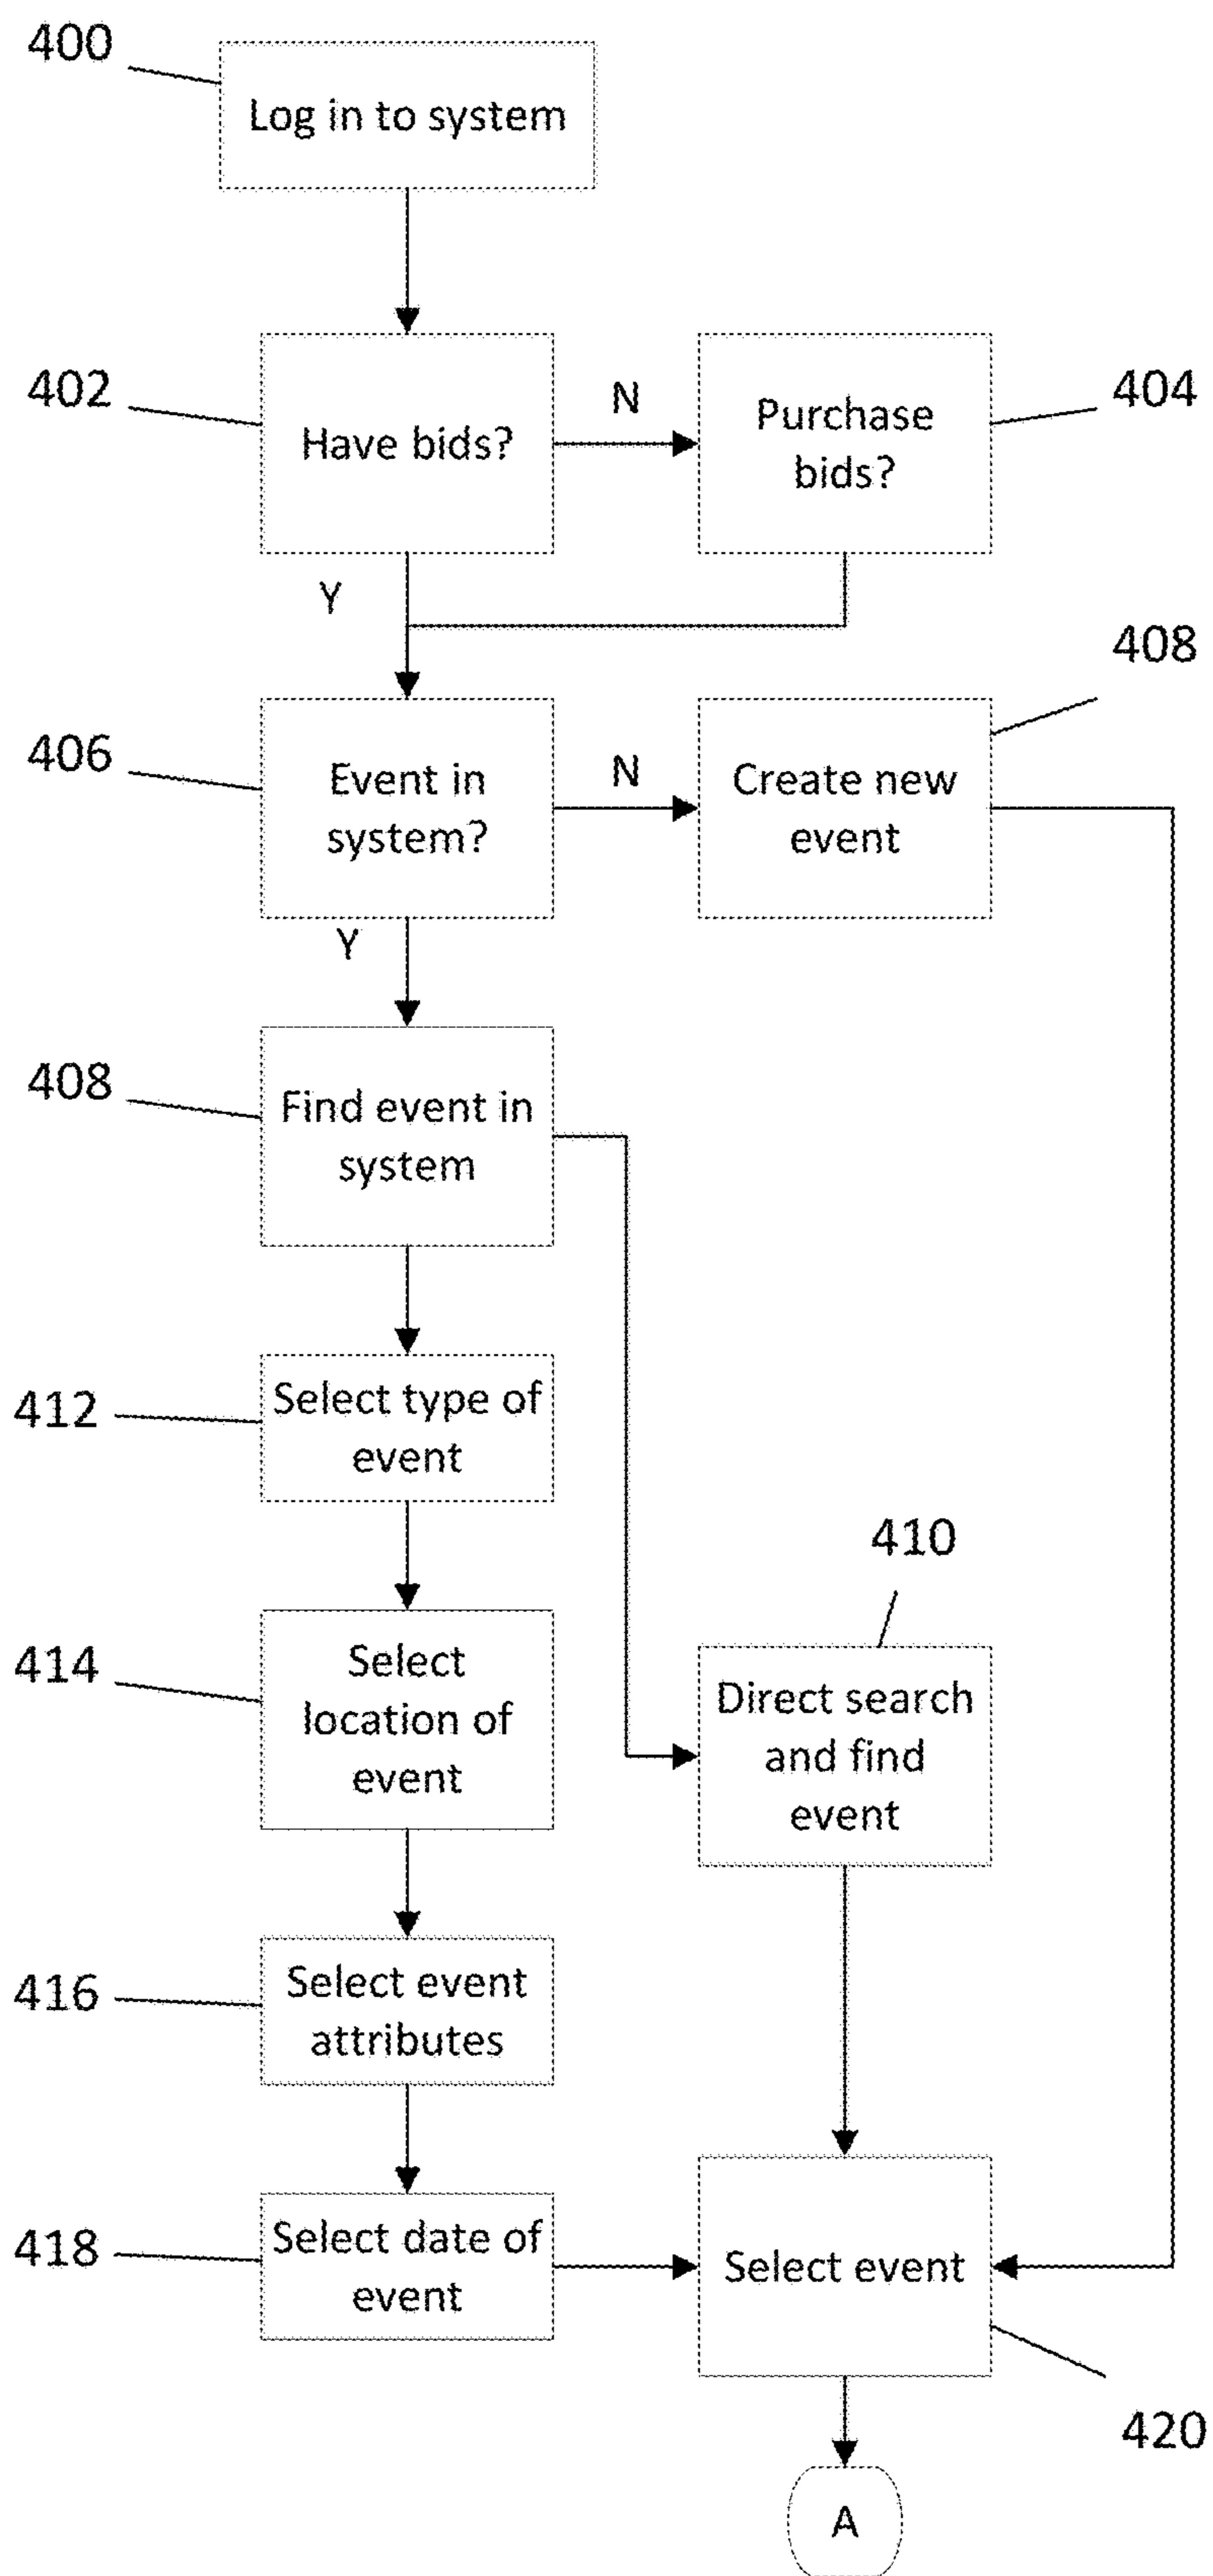 400
Log in to system
402
Have bids?
N
Purchase
bids?
404
Y
408
406
Event in
system?
N
Create new
event
Y
408
Find event in
system
412
Select type of
event
410
414
Select
location of
event
Direct search
and find
event
416
Select event
attributes
418
Select date of
event
Select event
420
A